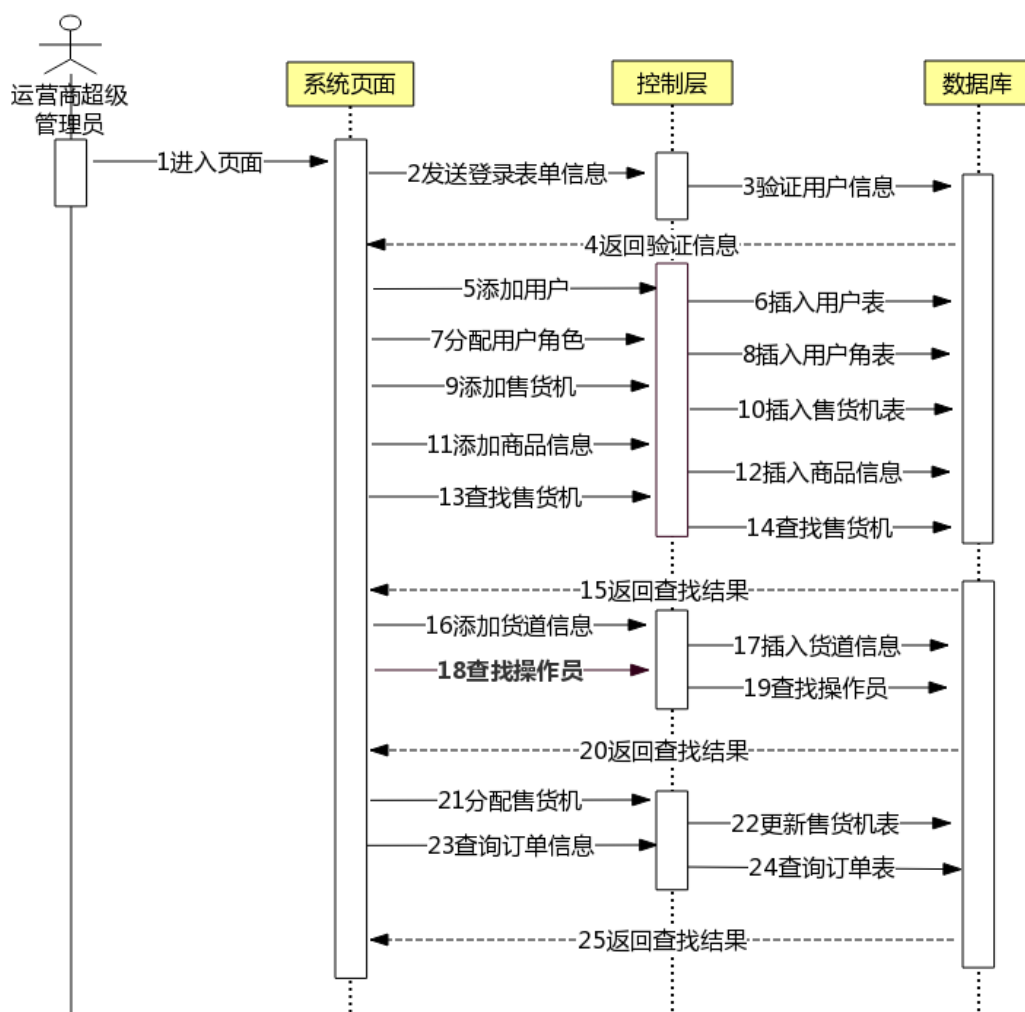 运营商超级
管理员
系统页面
控制层
数据库
1进入页面
2发送登录表单信息
3验证用户信息
4返回验证信息
5添加用户
6插入用户表
7分配用户角色
8插入用户角表
9添加售货机
10插入售货机表
11添加商品信息
12插入商品信息
13查找售货机
14查找售货机
15返回查找结果
16添加货道信息
17插入货道信息
18查找操作员
19查找操作员
20返回查找结果
21分配售货机
22更新售货机表
23查询订单信息
24查询订单表
25返回查找结果